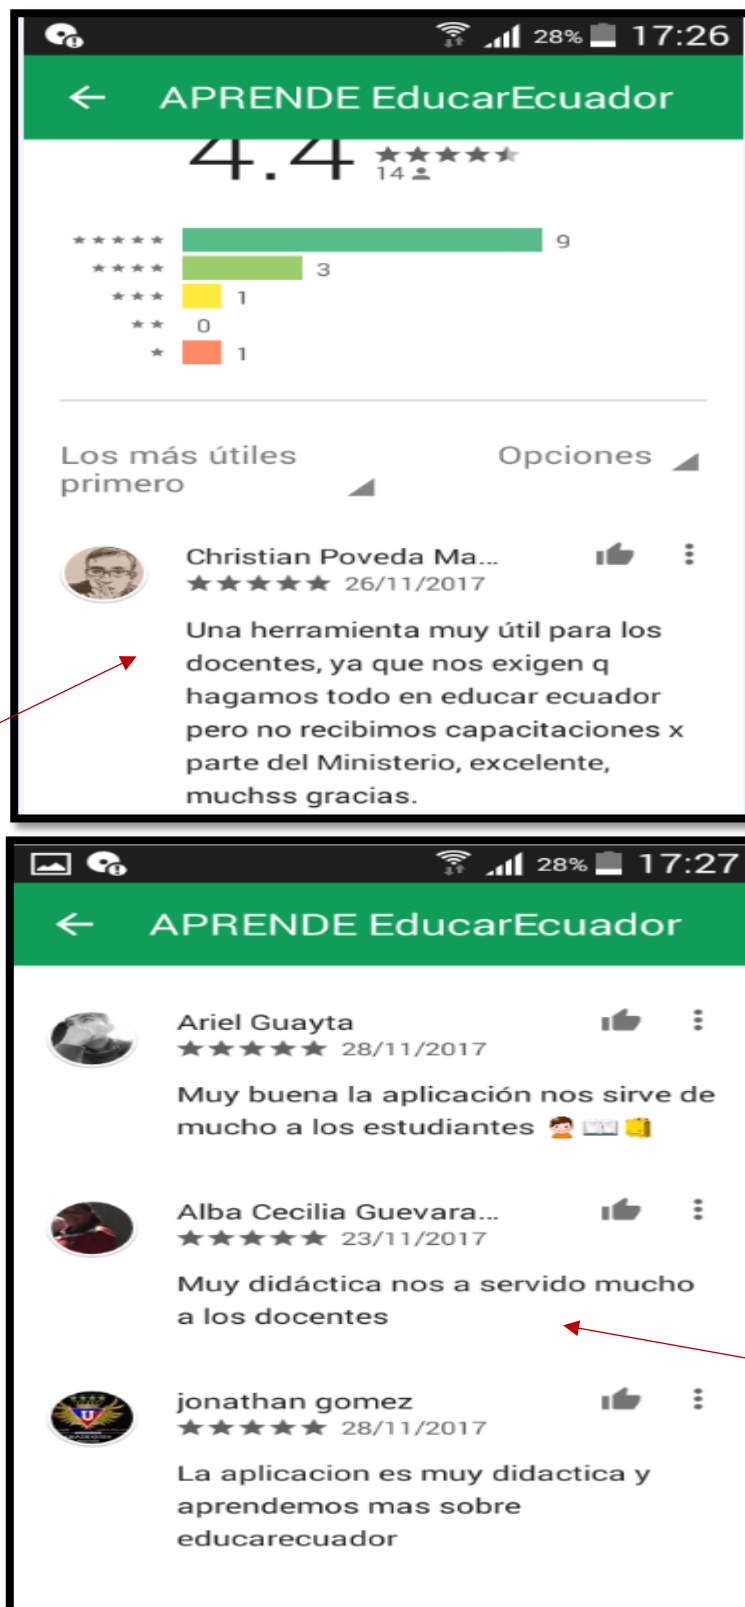 28% 17:26
APRENDE EducarEcuador
4.4
14
9
3
1
0
1
Los más útiles
primero
Opciones
Christian Poveda Ma...
26/11/2017
Una herramienta muy útil para los
docentes, ya que nos exigen q
hagamos todo en educar ecuador
pero no recibimos capacitaciones x
parte del Ministerio, excelente,
muchss gracias.
28% 17:27
APRENDE EducarEcuador
Ariel Guayta
28/11/2017
Muy buena la aplicación nos sirve de
mucho a los estudiantes
Alba Cecilia Guevara...
23/11/2017
Muy didáctica nos a servido mucho
a los docentes
jonathan gomez
28/11/2017
La aplicacion es muy didactica y
aprendemos mas sobre
educarecuador